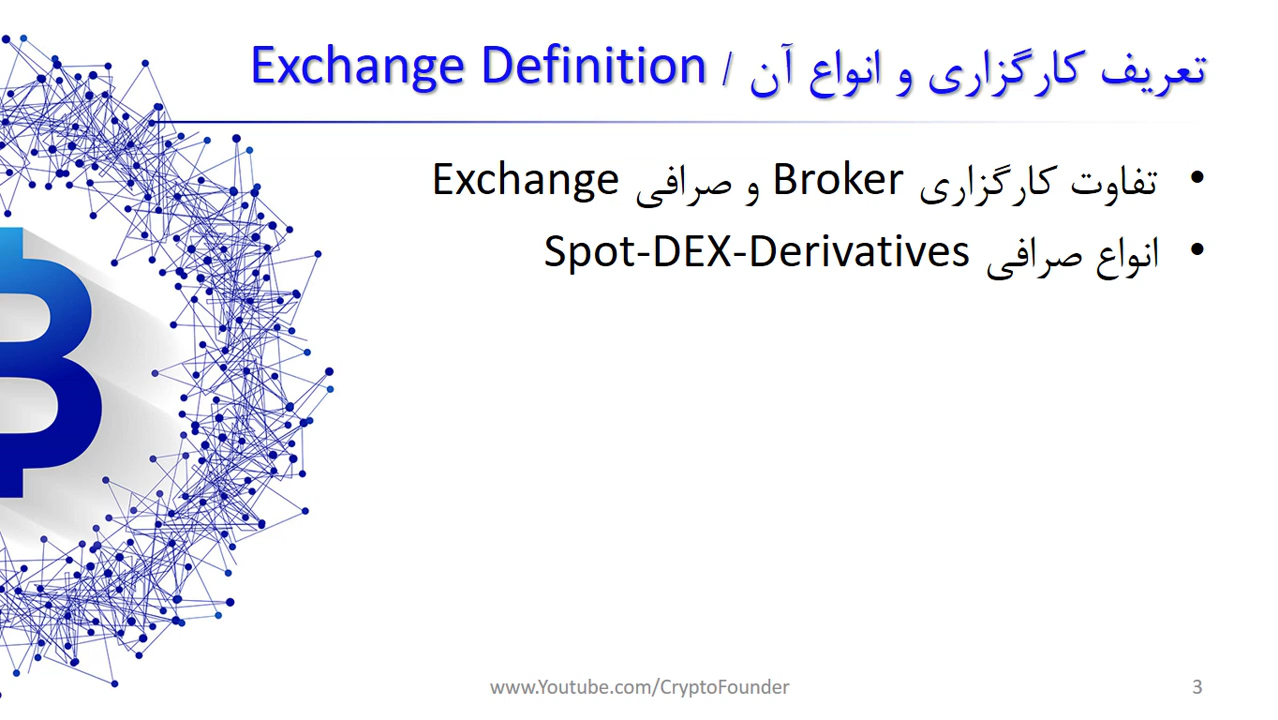 تعریف کارگزاری و انواع آن / Exchange Definition
• تفاوت کارگزاری Broker و صرافی Exchange
• انواع صرافی Spot-DEX-Derivatives
www.Youtube.com/CryptoFounder
3